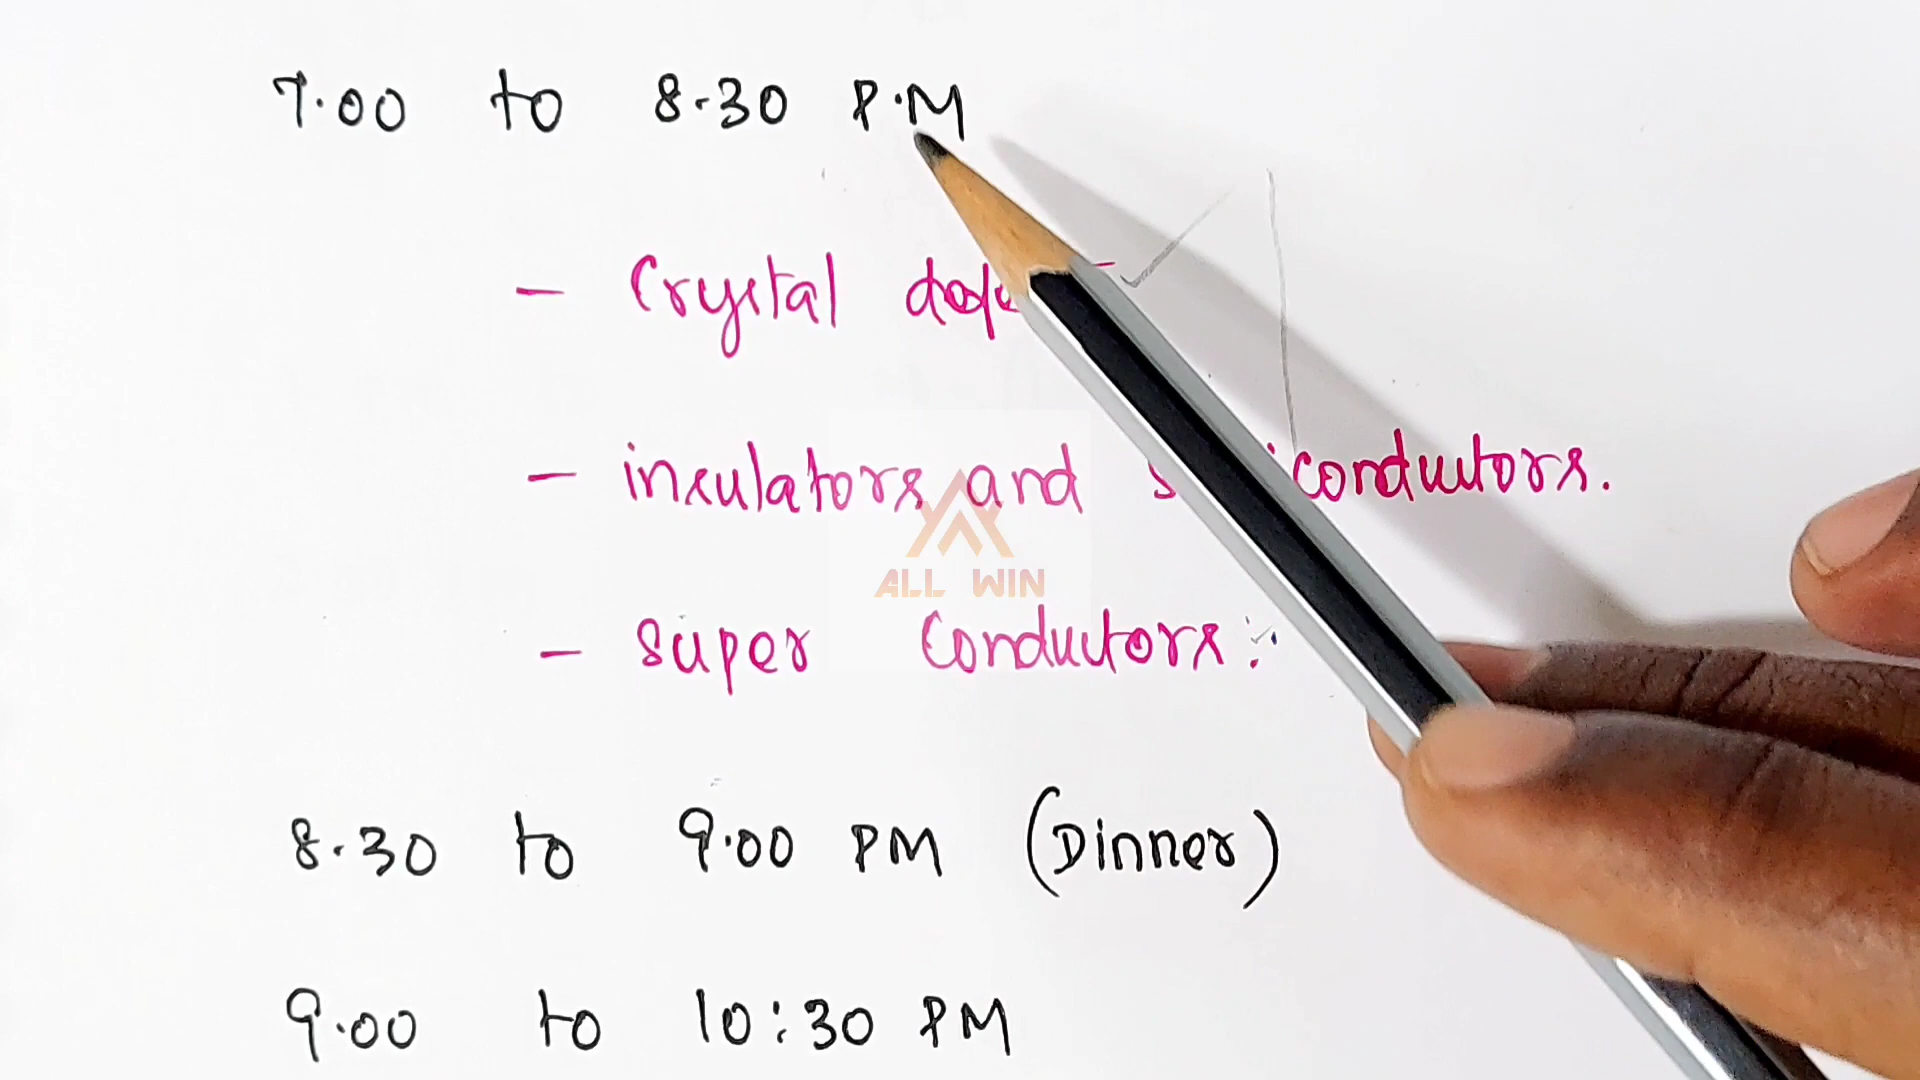 7.00 to 8.30 P.M
- Crystal
- insulators and
- super conductors.
ALL WIN
8.30 to 9.00 PM (Dinner)
9.00 to 10:30 PM